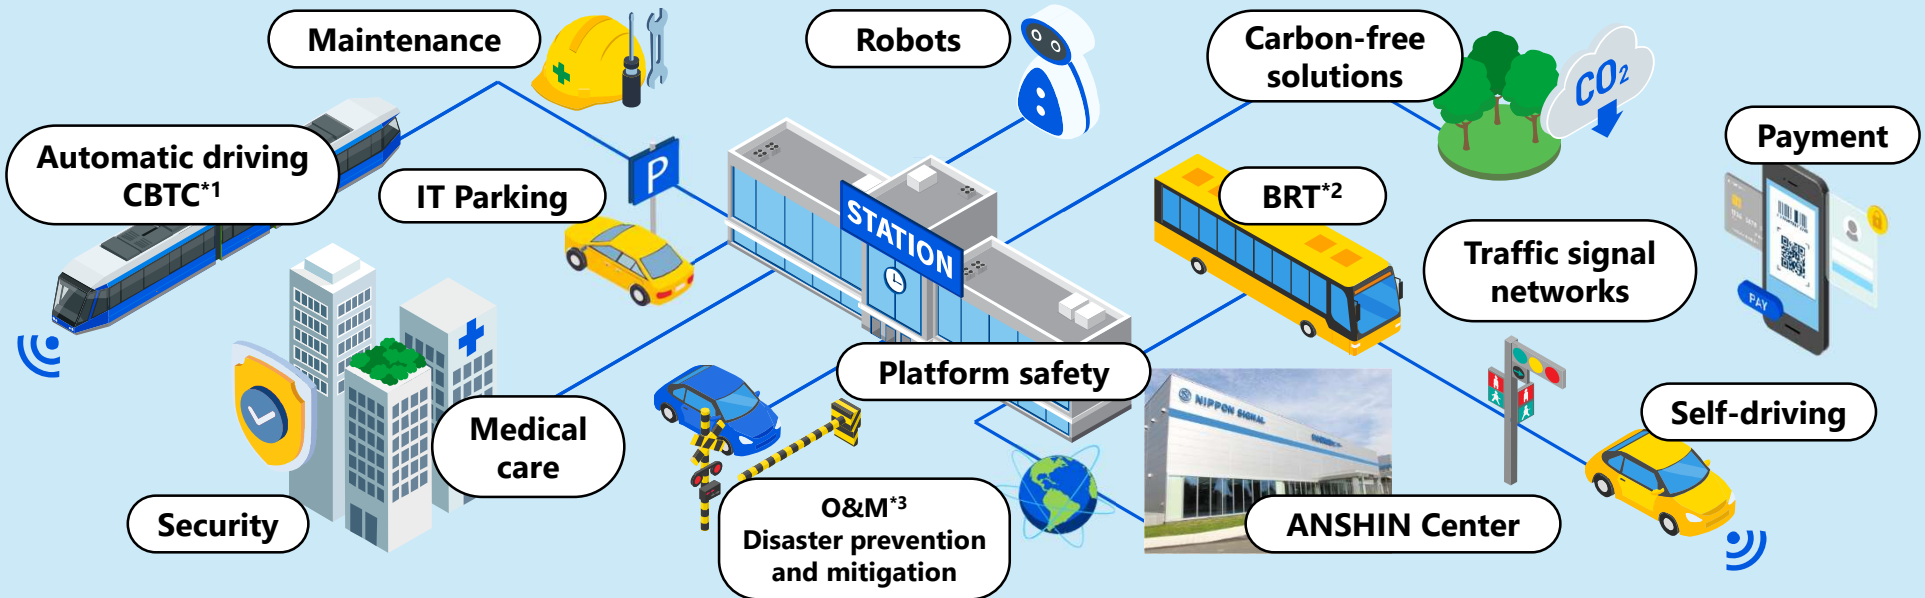 Maintenance
Robots
Carbon-free
solutions
CO2
Payment
Automatic driving
CBTC*1
IT Parking
P
STATION
BRT*2
Traffic signal
networks
PAY
Platform safety
NIPPON SIGNAL
Self-driving
Medical
care
Security
O&M*3
Disaster prevention
and mitigation
ANSHIN Center